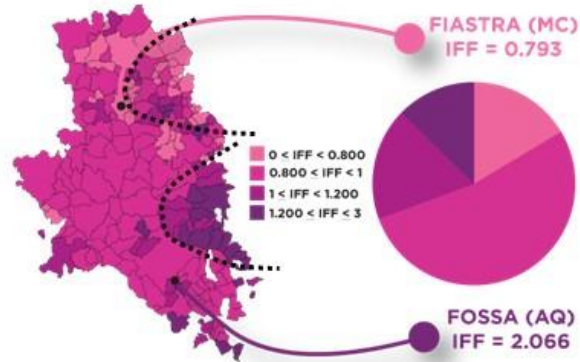 FIASTRA (MC)
IFF = 0.793
0 ≤ IFF < 0.800
0.800 ≤ IFF < 1
1 < IFF < 1.200
1.200 ≤ IFF ≤ 3
FOSSA (AQ)
IFF = 2.066